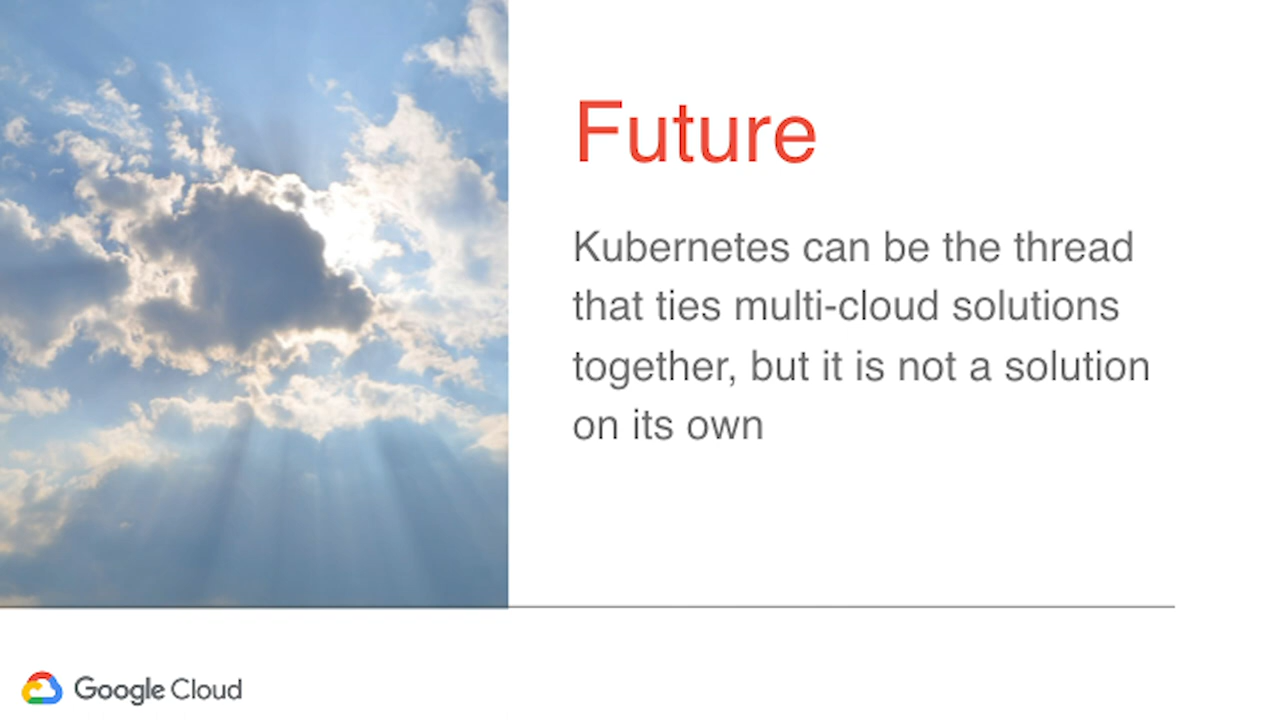 Future
Kubernetes can be the thread
that ties multi-cloud solutions
together, but it is not a solution
on its own
Google Cloud